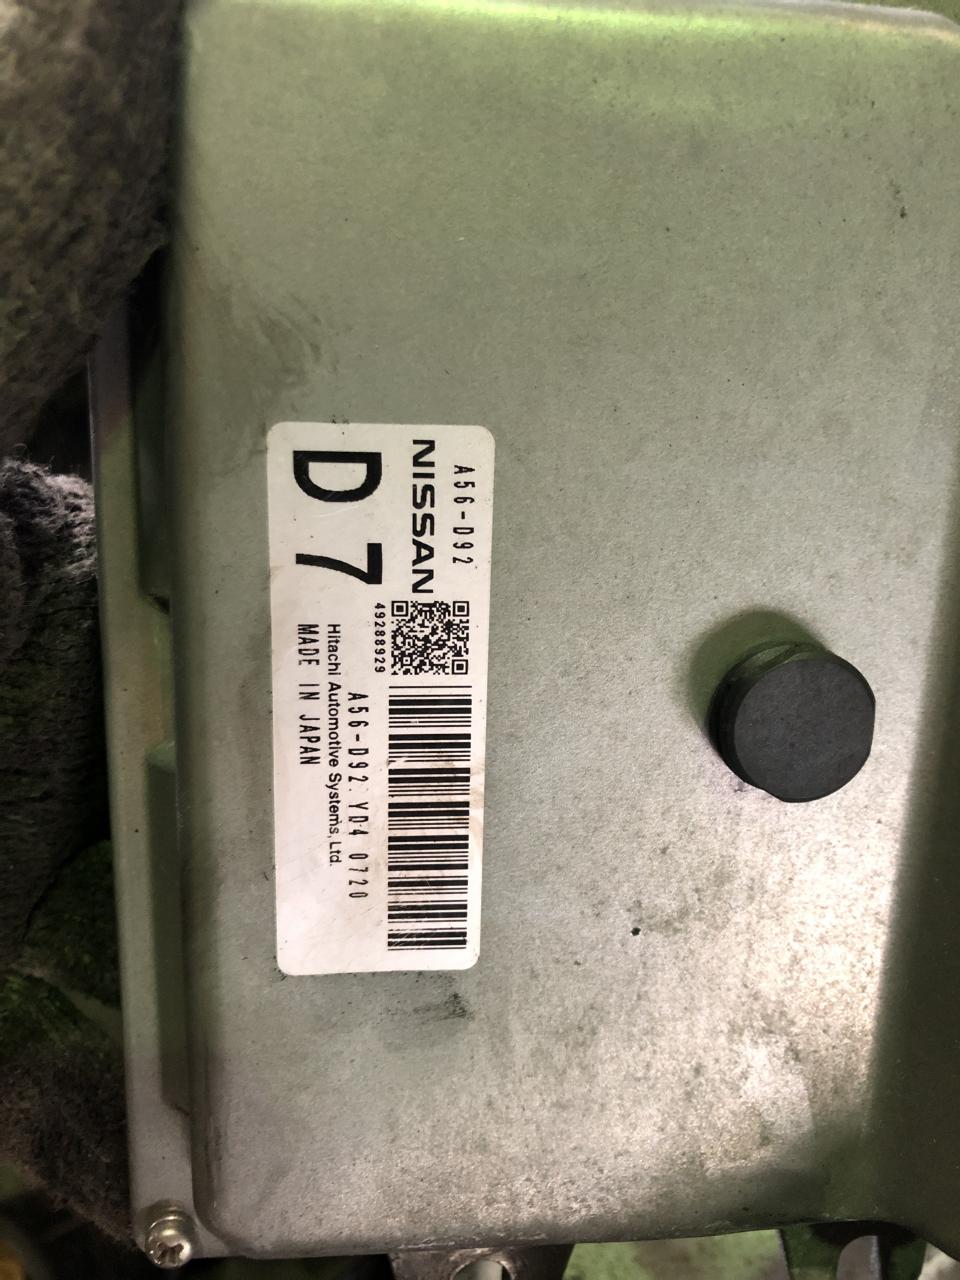 A56-D92
NISSAN
D 7
49288929
A56-D92 YD4 0720
Hitachi Automotive Systems, Ltd.
MADE IN JAPAN